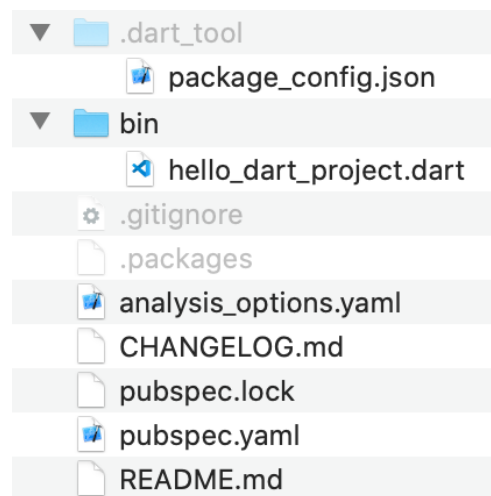 .dart_tool
package_config.json
bin
hello_dart_project.dart
.gitignore
.packages
analysis_options.yaml
CHANGELOG.md
pubspec.lock
pubspec.yaml
README.md